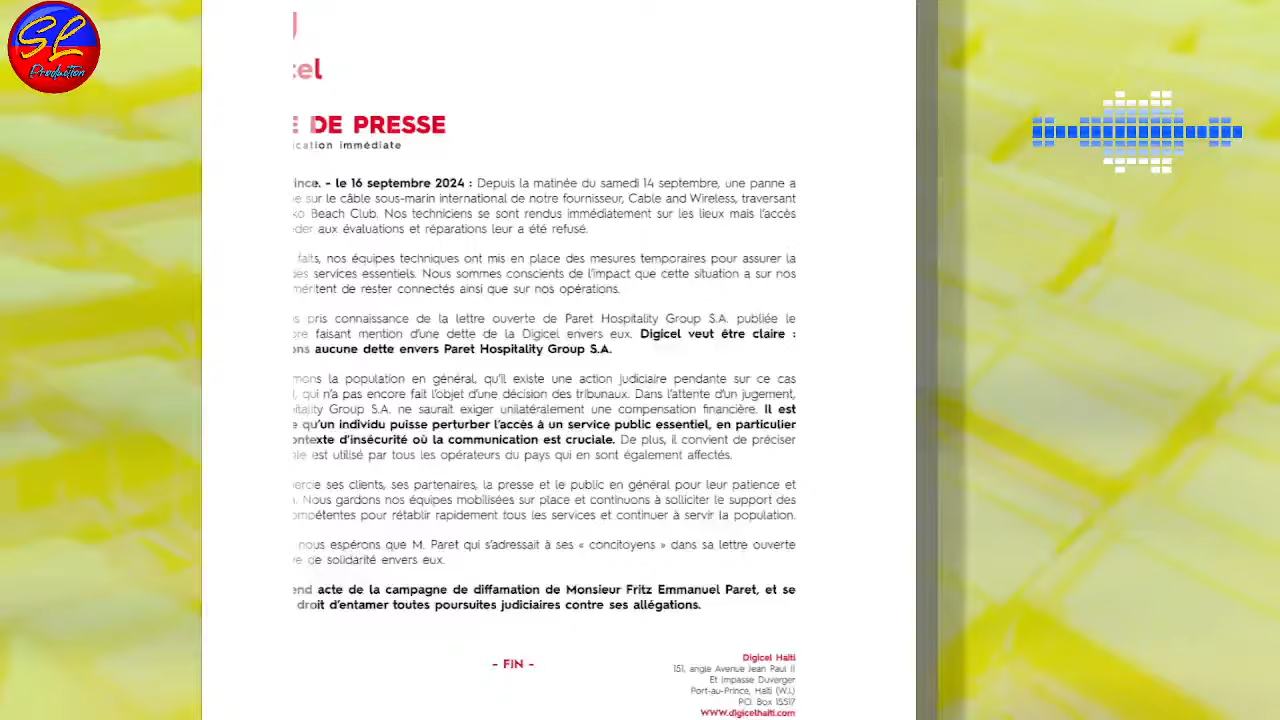 SL
Production
cel
DE PRESSE
ication immédiate
ince. - le 16 septembre 2024 : Depuis la matinée du samedi 14 septembre, une panne a
sur le câble sous-marin international de notre fournisseur, Cable and Wireless, traversant
ko Beach Club. Nos techniciens se sont rendus immédiatement sur les lieux mais l'accès
der aux évaluations et réparations leur a été refusé.
faits, nos équipes techniques ont mis en place des mesures temporaires pour assurer la
des services essentiels. Nous sommes conscients de l'impact que cette situation a sur nos
méritent de rester connectés ainsi que sur nos opérations.
pris connaissance de la lettre ouverte de Paret Hospitality Group S.A. publiée le
re faisant mention d'une dette de la Digicel envers eux. Digicel veut être claire :
ons aucune dette envers Paret Hospitality Group S.A.
mons la population en général, qu'il existe une action judiciaire pendante sur ce cas
, qui n'a pas encore fait l'objet d'une décision des tribunaux. Dans l'attente d'un jugement,
itality Group S.A. ne saurait exiger unilatéralement une compensation financière. Il est
qu'un individu puisse perturber l'accès à un service public essentiel, en particulier
ontexte d'insécurité où la communication est cruciale. De plus, il convient de préciser
est utilisé par tous les opérateurs du pays qui en sont également affectés.
ercie ses clients, ses partenaires, la presse et le public en général pour leur patience et
. Nous gardons nos équipes mobilisées sur place et continuons à solliciter le support des
ompétentes pour rétablir rapidement tous les services et continuer à servir la population.
nous espérons que M. Paret qui s'adressait à ses « concitoyens » dans sa lettre ouverte
ve de solidarité envers eux.
end acte de la campagne de diffamation de Monsieur Fritz Emmanuel Paret, et se
droit d'entamer toutes poursuites judiciaires contre ses allégations.
- FIN -
Digicel Haiti
151, angle Avenue Jean Paul II
Et Impasse Duverger
Port-au-Prince, Haïti (W.I.)
P.O. Box 15517
www.digicelhaiti.com